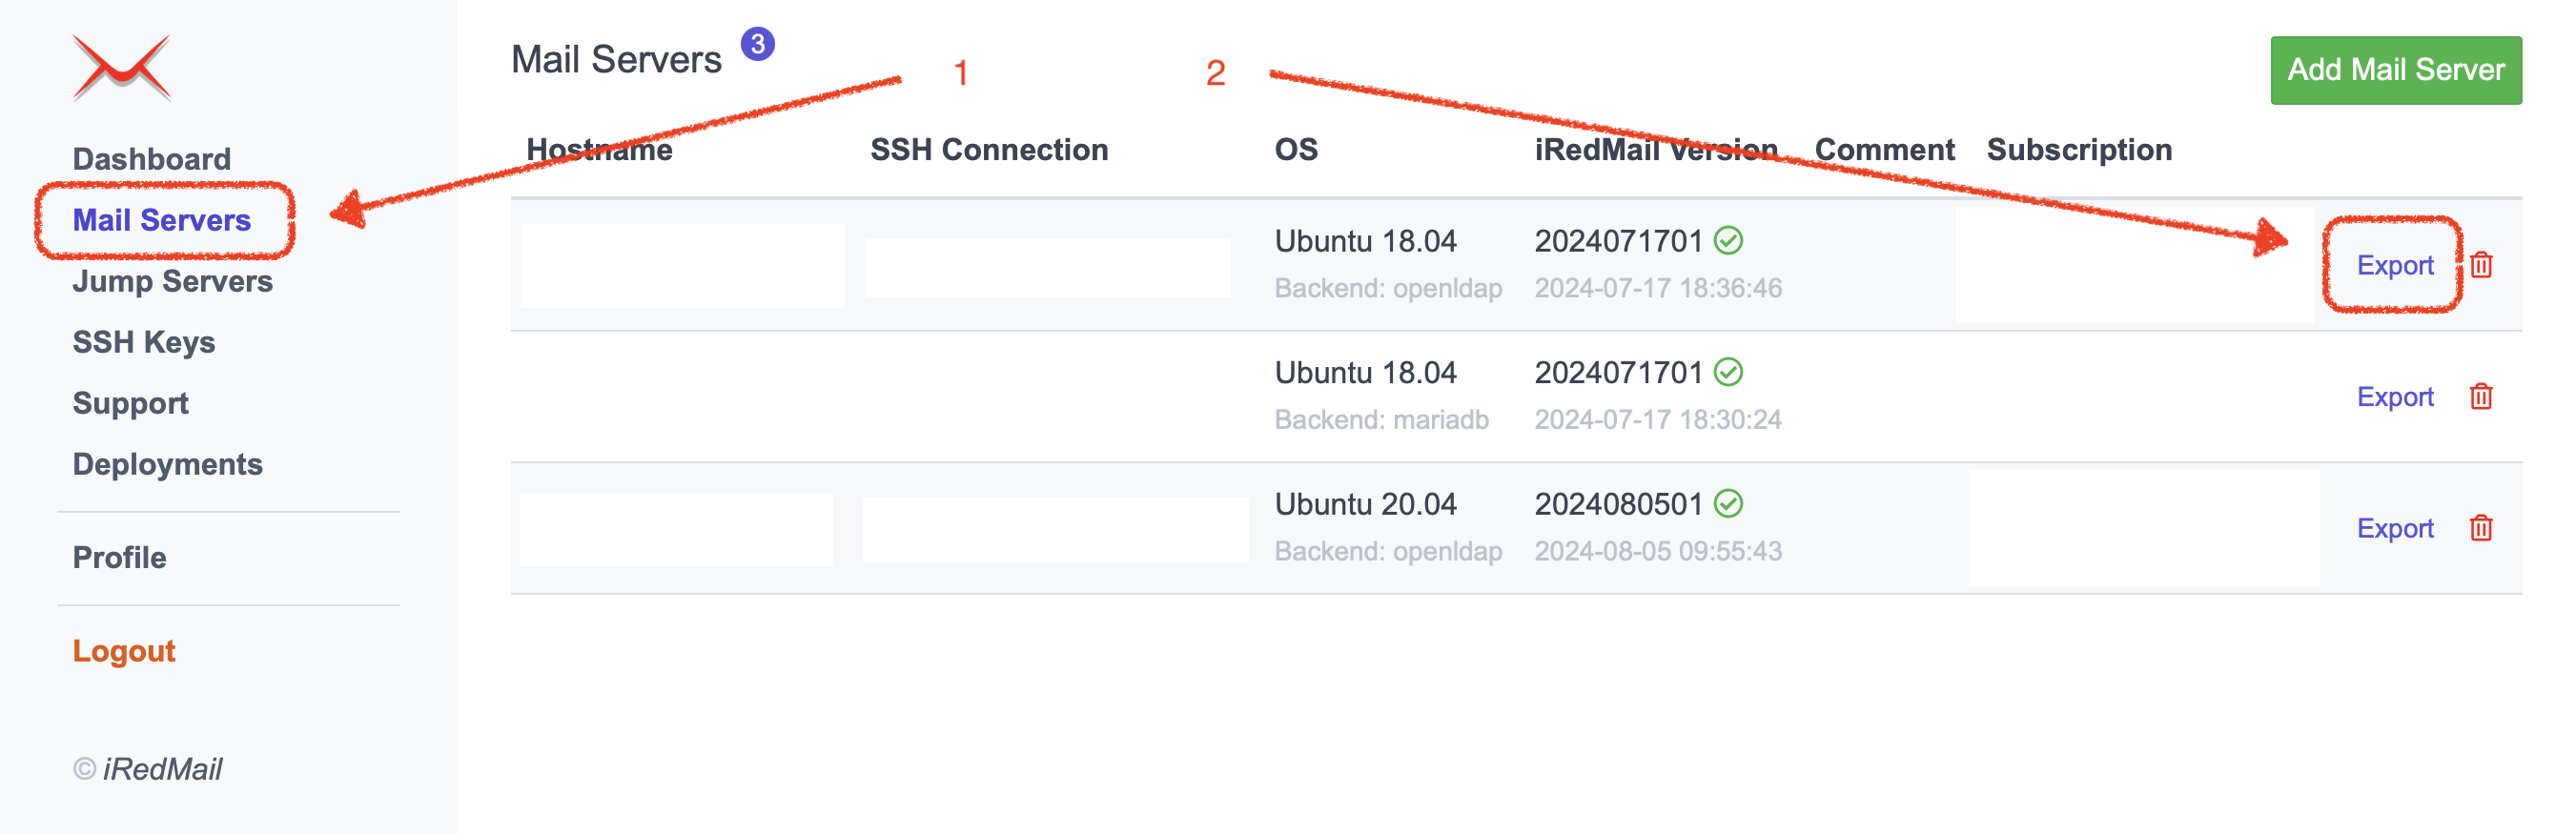 Dashboard
Mail Servers
Jump Servers
SSH Keys
Support
Deployments
Profile
Logout
© iRedMail
Mail Servers 3
1 2
Add Mail Server
Hostname SSH Connection OS iRedMail Version Comment Subscription
Ubuntu 18.04 2024071701
Backend: openldap 2024-07-17 18:36:46
Export
Ubuntu 18.04 2024071701
Backend: mariadb 2024-07-17 18:30:24
Export
Ubuntu 20.04 2024080501
Backend: openldap 2024-08-05 09:55:43
Export